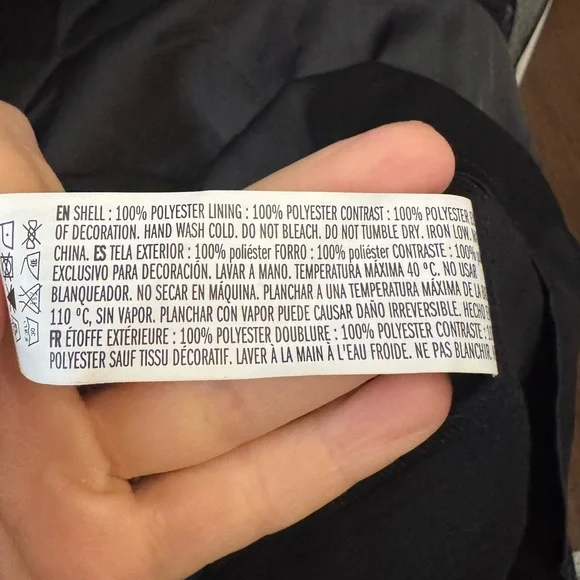 EN SHELL : 100% POLYESTER LINING : 100% POLYESTER CONTRAST : 100% POLYESTER
OF DECORATION. HAND WASH COLD. DO NOT BLEACH. DO NOT TUMBLE DRY. IRON LOW,
CHINA. ES TELA EXTERIOR : 100% poliéster FORRO : 100% poliéster CONTRASTE : 100%
EXCLUSIVO PARA DECORACIÓN. LAVAR A MANO. TEMPERATURA MÁXIMA 40 ºC. NO USAR
BLANQUEADOR. NO SECAR EN MÁQUINA. PLANCHAR A UNA TEMPERATURA MÁXIMA DE LA
110 ºC, SIN VAPOR. PLANCHAR CON VAPOR PUEDE CAUSAR DAÑO IRREVERSIBLE. HECHO
FR ÉTOFFE EXTÉRIEURE : 100% POLYESTER DOUBLURE : 100% POLYESTER CONTRASTE :
POLYESTER SAUF TISSU DÉCORATIF. LAVER À LA MAIN À L'EAU FROIDE. NE PAS BLANCHIR,